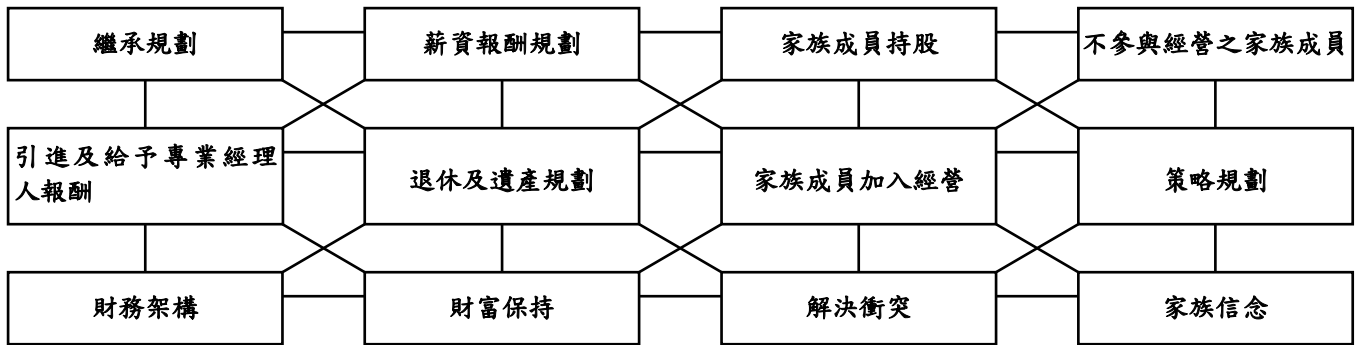 繼承規劃
薪資報酬規劃
家族成員持股
不參與經營之家族成員
引進及給予專業經理
人報酬
退休及遺產規劃
家族成員加入經營
策略規劃
財務架構
財富保持
解決衝突
家族信念